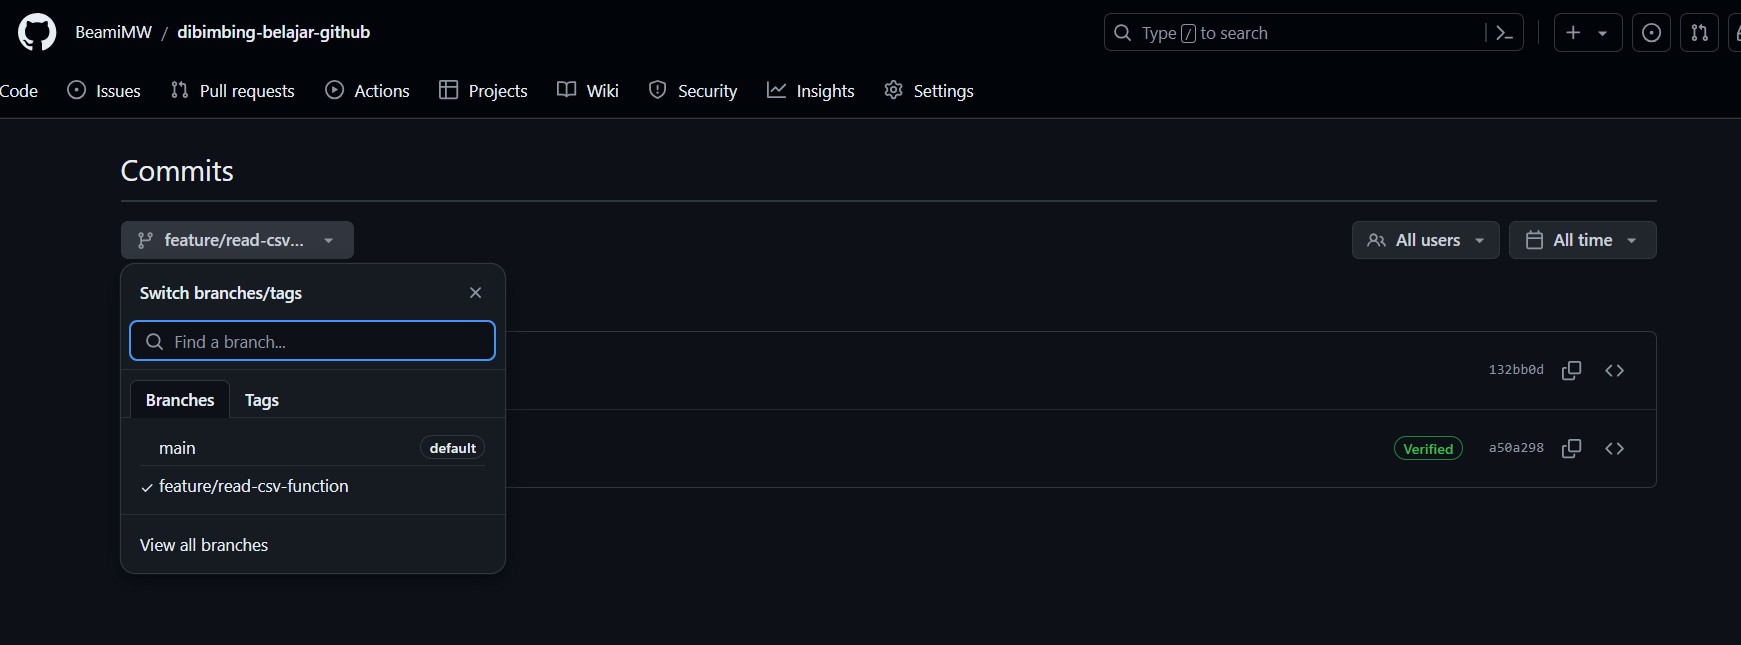 BeamiMW / dibimbing-belajar-github
Type / to search
Code Issues Pull requests Actions Projects Wiki Security Insights Settings
Commits
feature/read-csv...
All users
All time
Switch branches/tags
Find a branch...
Branches Tags
132bb0d
main default
Verified a50a298
feature/read-csv-function
View all branches